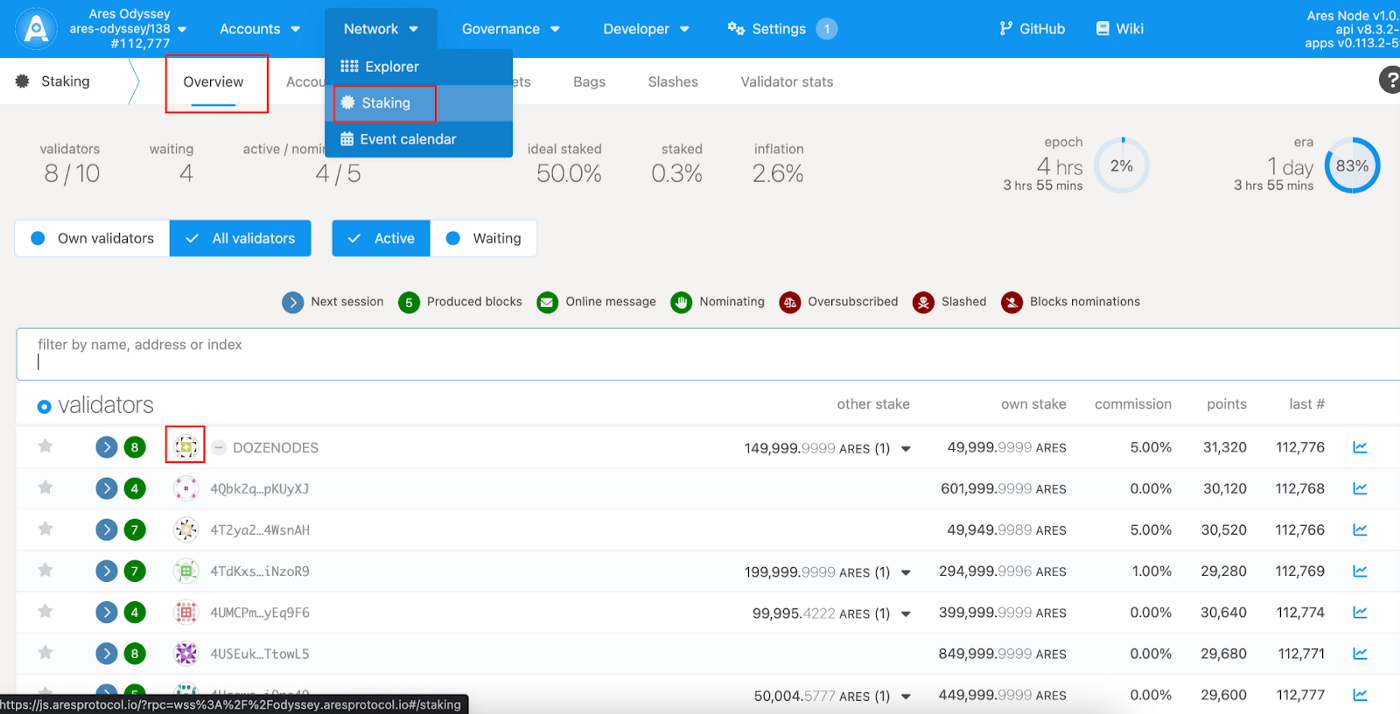 Ares Odyssey
ares-odyssey/138
#112,777
Accounts
Network
Governance
Developer
Settings 1
GitHub
Wiki
Ares Node v1.0.
api v8.3.2-
apps v0.113.2-5
Explorer
Staking
Event calendar
Staking
Overview
Accou
ets
Bags
Slashes
Validator stats
?
validators
8 / 10
waiting
4
active / nomin
4 / 5
ideal staked
50.0%
staked
0.3%
inflation
2.6%
epoch
4 hrs
3 hrs 55 mins
2%
era
1 day
3 hrs 55 mins
83%
Own validators
All validators
Active
Waiting
Next session
5 Produced blocks
Online message
Nominating
Oversubscribed
Slashed
Blocks nominations
filter by name, address or index
validators other stake own stake commission points last #
8 DOZENODES 149,999.9999 ARES (1) 49,999.9999 ARES 5.00% 31,320 112,776
4 4Qbk2q…pKUyXJ 601,999.9999 ARES 0.00% 30,120 112,768
7 4T2ya2…4WsnAH 49,949.9989 ARES 5.00% 30,520 112,766
7 4TdKxs…iNzoR9 199,999.9999 ARES (1) 294,999.9996 ARES 1.00% 29,280 112,769
4 4UMCPm…yEq9F6 99,995.4222 ARES (1) 399,999.9999 ARES 0.00% 30,640 112,774
8 4USEuk…TtowL5 849,999.9999 ARES 0.00% 29,680 112,771
50,004.5777 ARES (1) 449,999.9999 ARES 0.00% 29,600 112,777
https://js.aresprotocol.io/?rpc=wss%3A%2F%2Fodyssey.aresprotocol.io#/staking